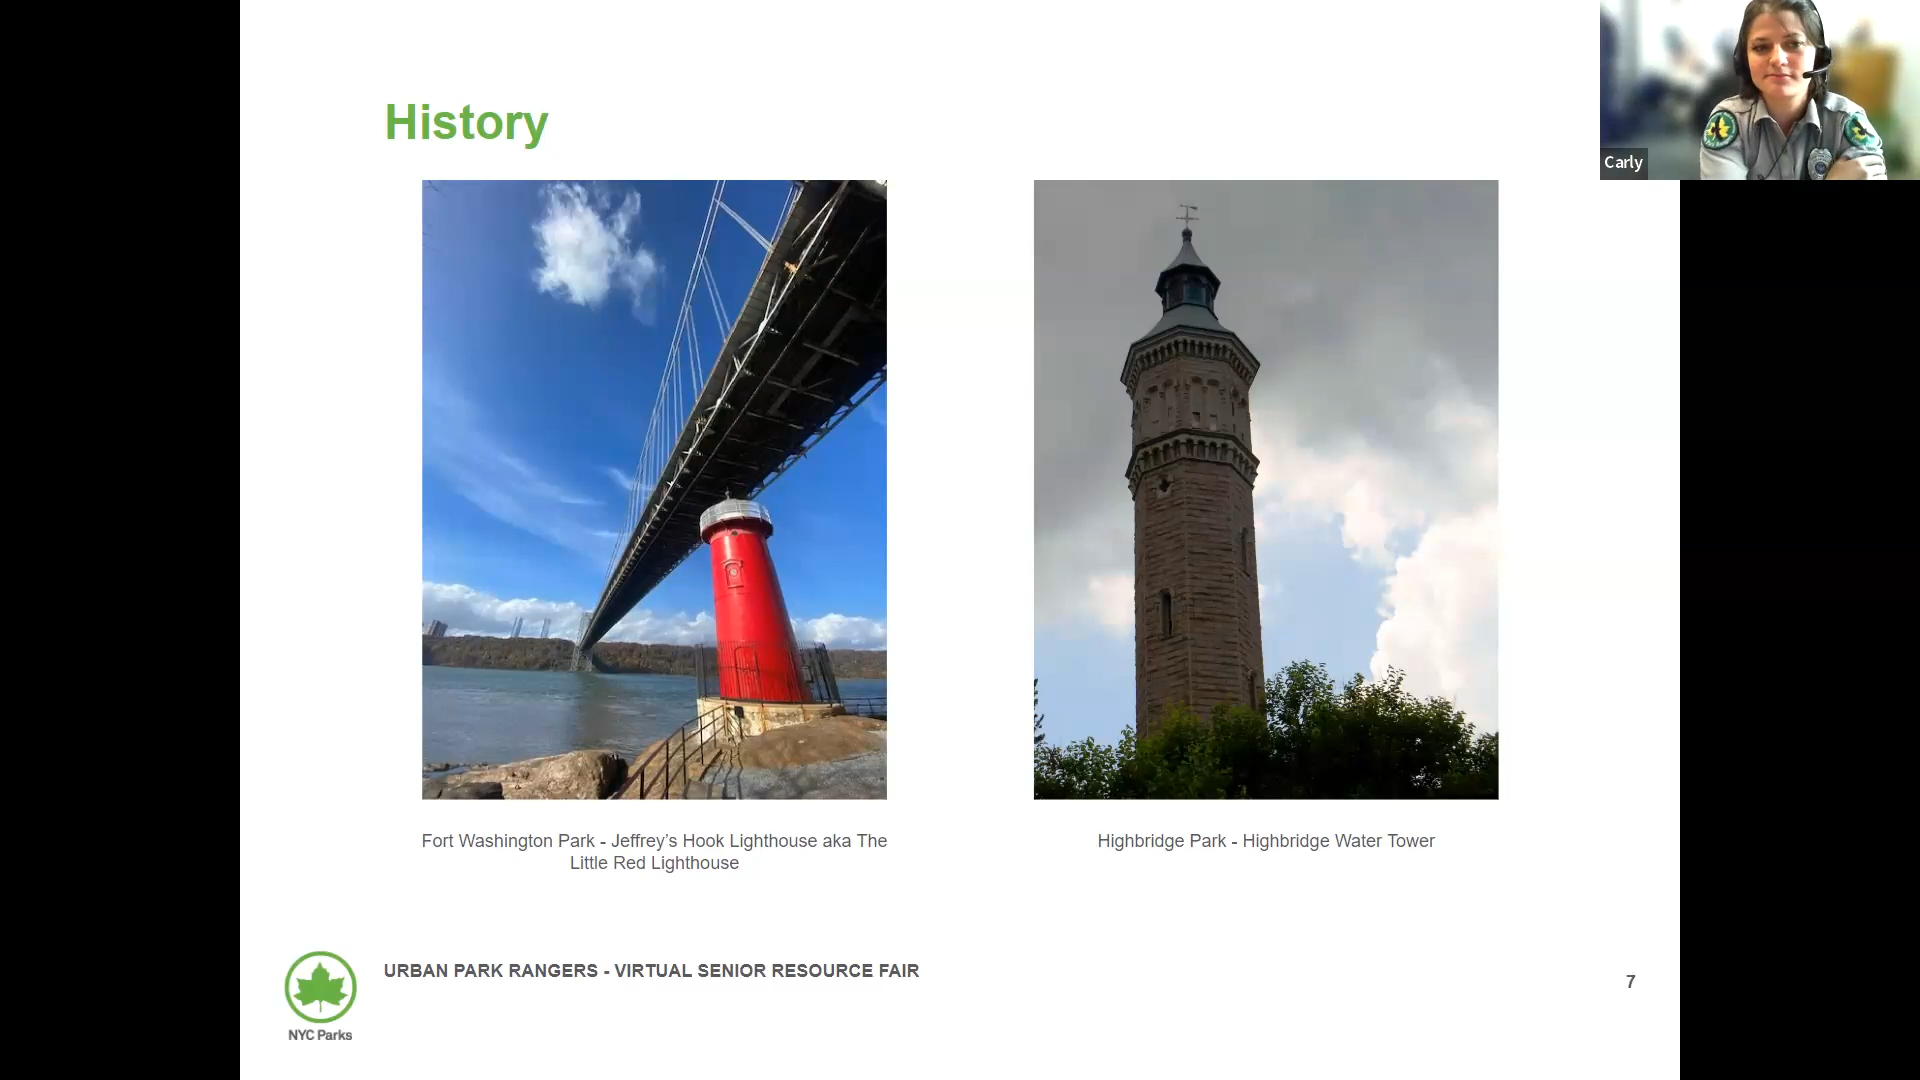 History
Carly
Fort Washington Park - Jeffrey’s Hook Lighthouse aka The
Little Red Lighthouse
Highbridge Park - Highbridge Water Tower
URBAN PARK RANGERS - VIRTUAL SENIOR RESOURCE FAIR
7
NYC Parks